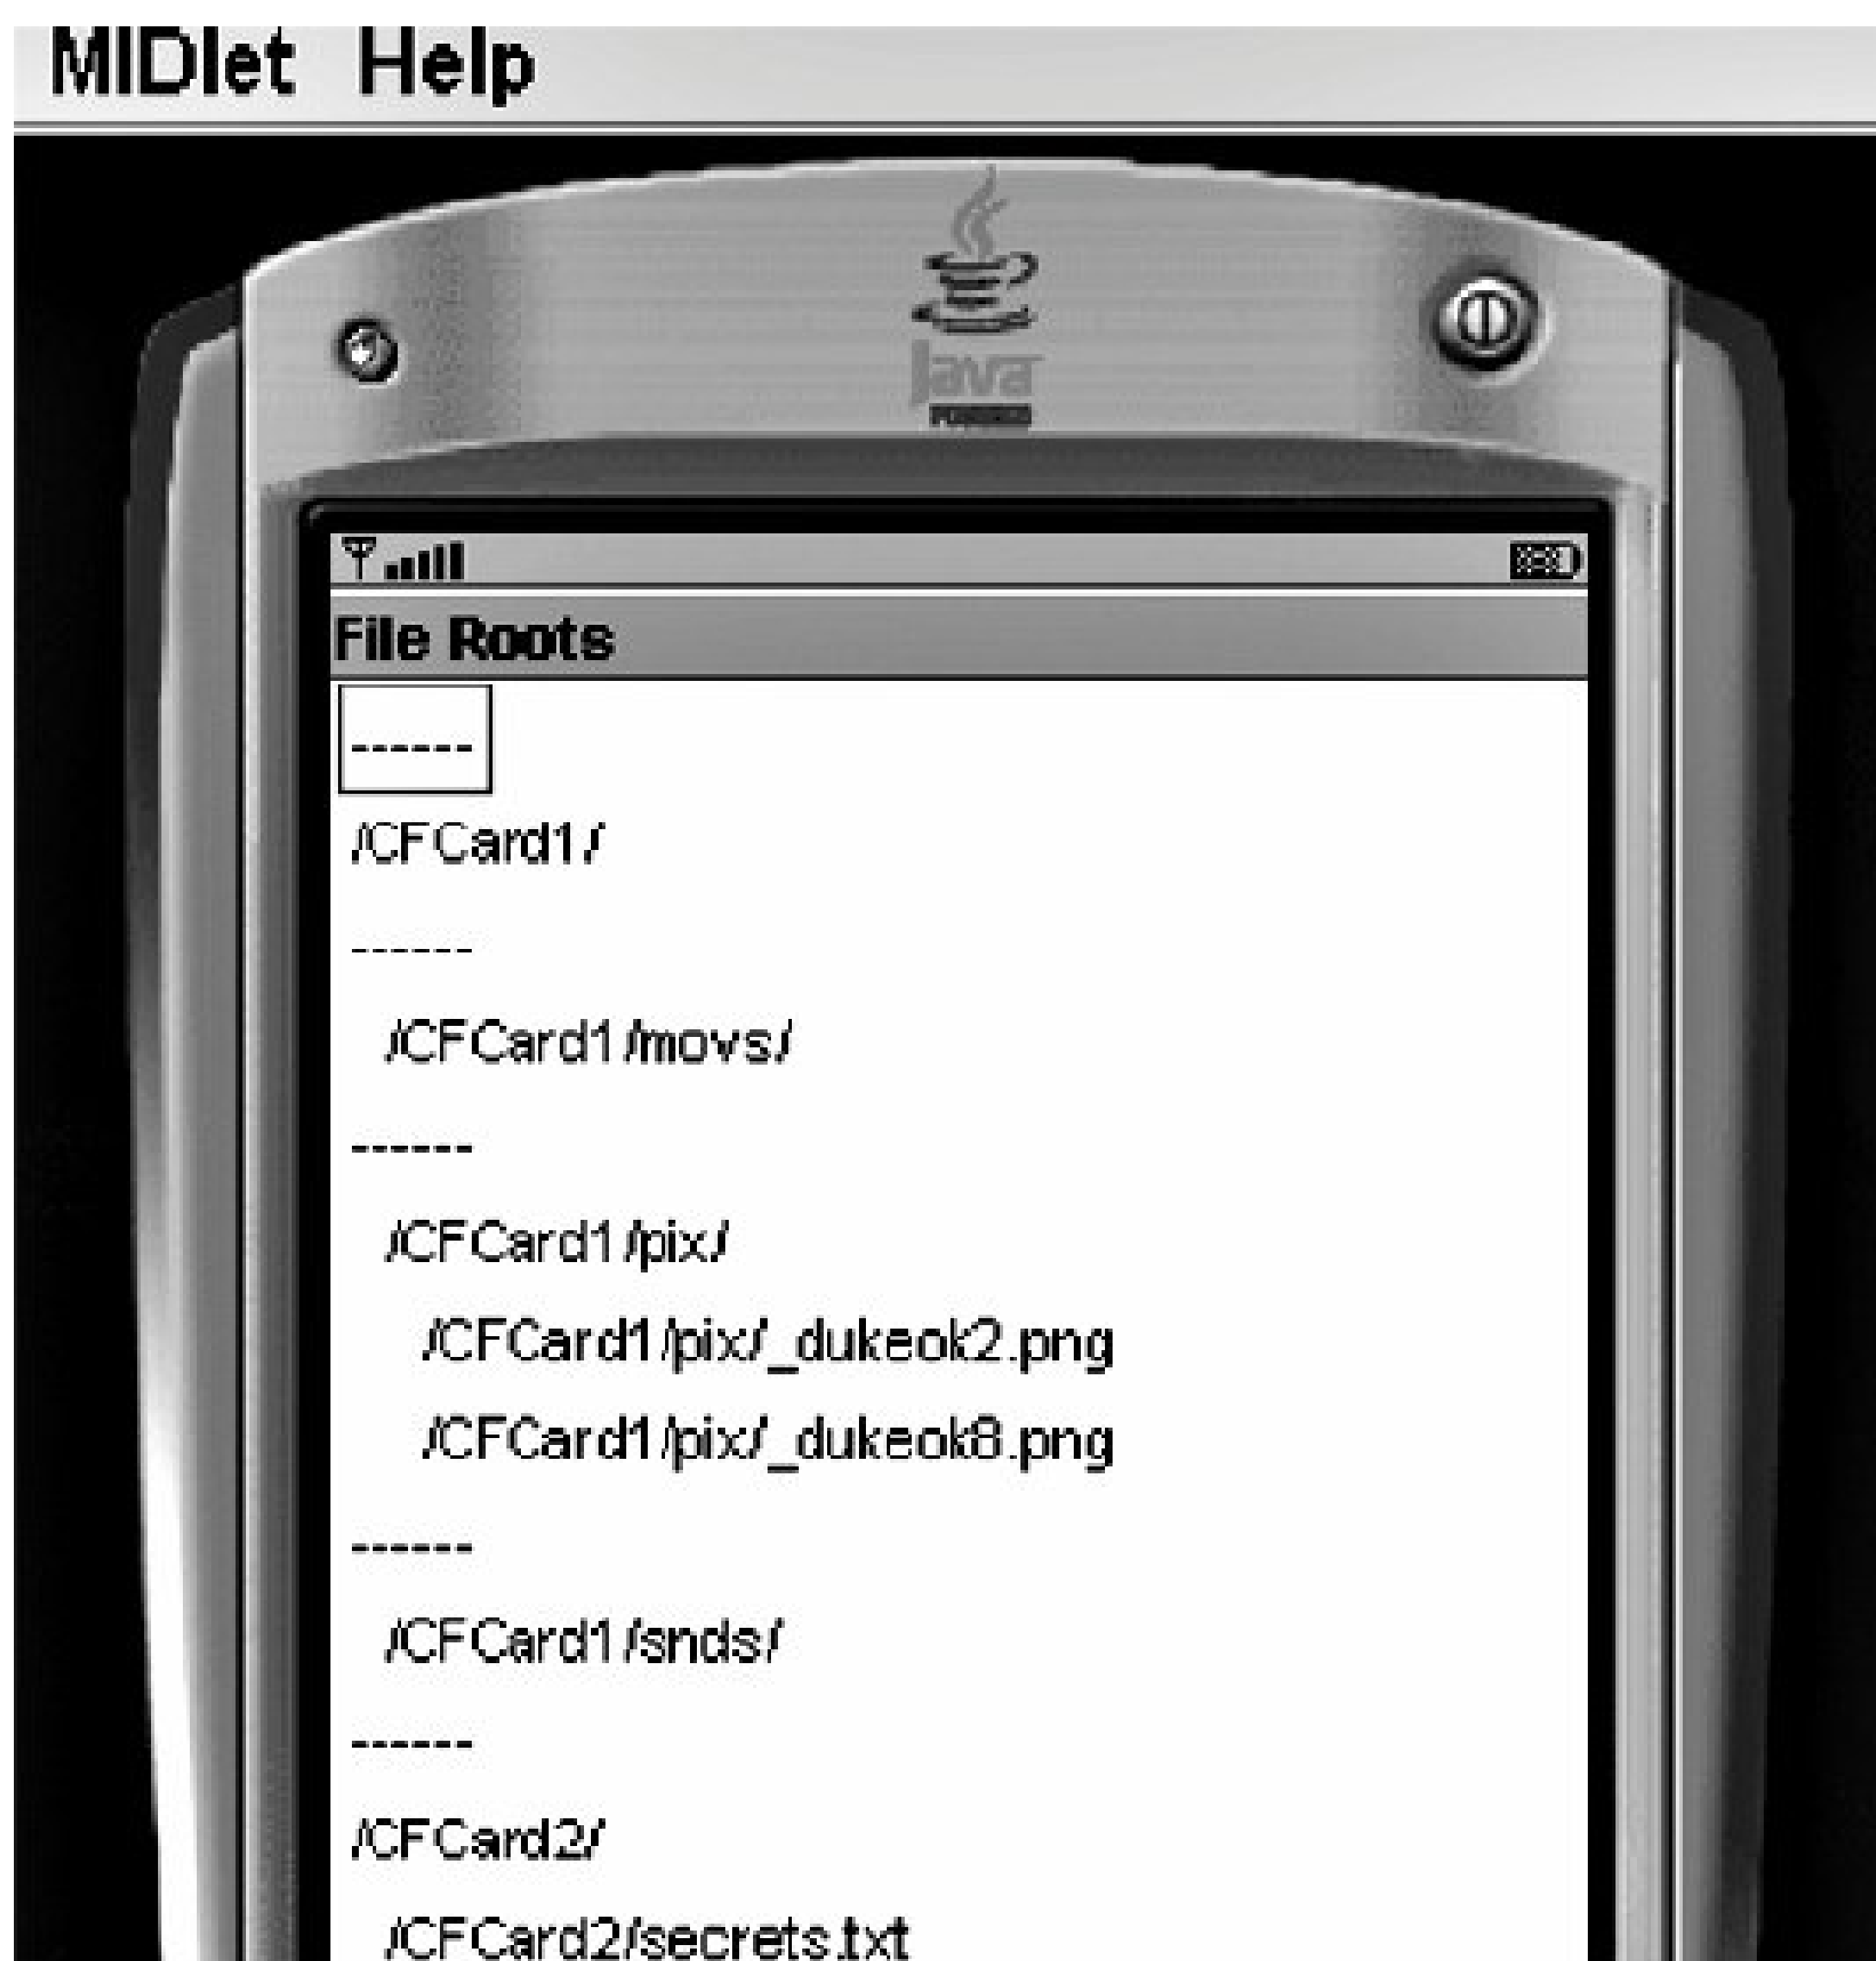 MIDlet Help
Java
File Roots
------
/CFCard1/
------
/CFCard1/movs/
------
/CFCard1/pix/
/CFCard1/pix/_dukeok2.png
/CFCard1/pix/_dukeok8.png
------
/CFCard1/snds/
------
/CFCard2/
/CFCard2/secrets.txt